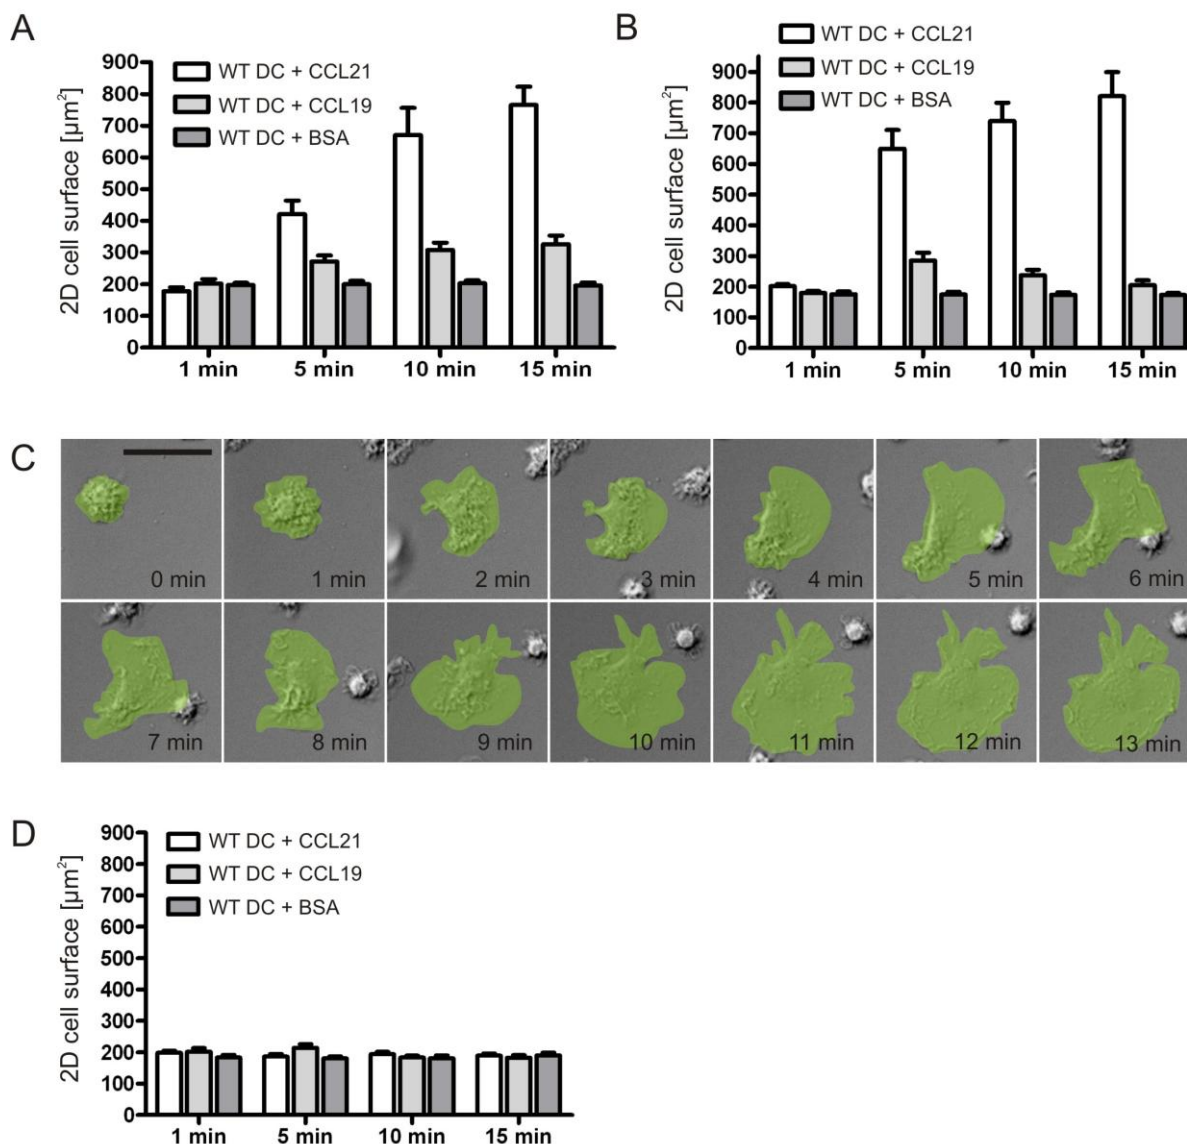 A
WT DC + CCL21
WT DC + CCL19
WT DC + BSA
2D cell surface [µm²]
900
800
700
600
500
400
300
200
100
0
1 min
5 min
10 min
15 min
B
WT DC + CCL21
WT DC + CCL19
WT DC + BSA
2D cell surface [µm²]
900
800
700
600
500
400
300
200
100
0
1 min
5 min
10 min
15 min
C
0 min
1 min
2 min
3 min
4 min
5 min
6 min
7 min
8 min
9 min
10 min
11 min
12 min
13 min
D
WT DC + CCL21
WT DC + CCL19
WT DC + BSA
2D cell surface [µm²]
900
800
700
600
500
400
300
200
100
0
1 min
5 min
10 min
15 min